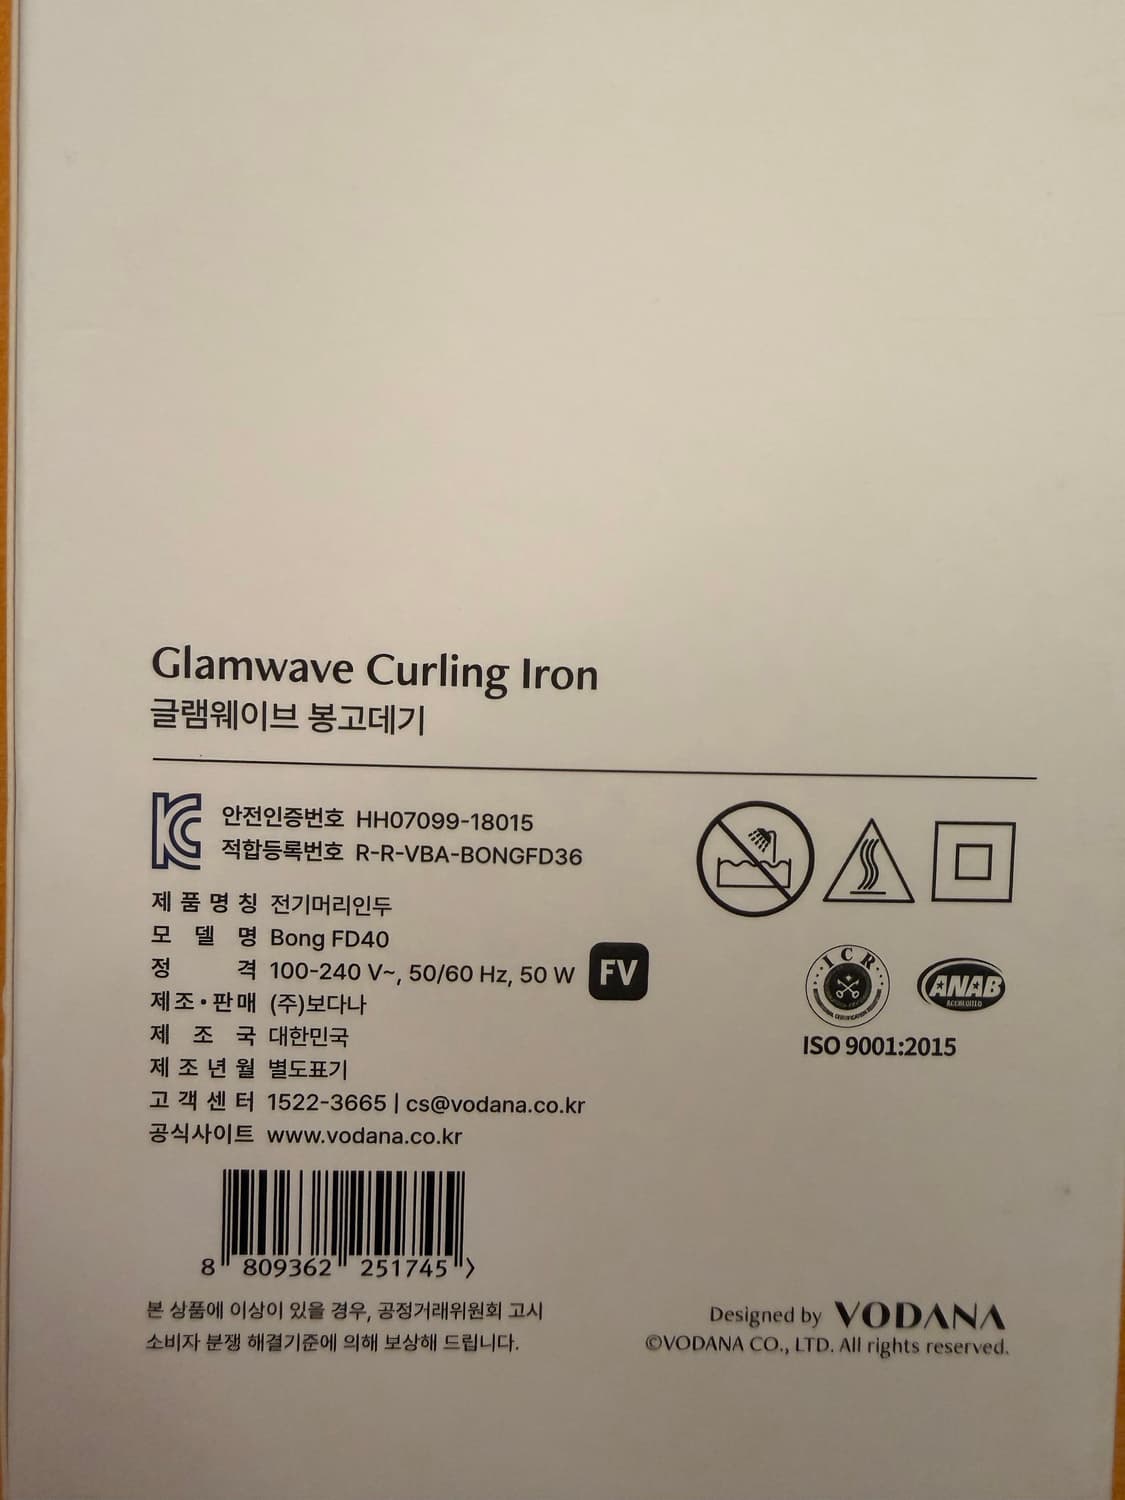 Glamwave Curling Iron
글램웨이브 봉고데기
안전인증번호 HH07099-18015
적합등록번호 R-R-VBA-BONGFD36
제품명칭 전기머리인두
모델명 Bong FD40
정격 100-240 V~, 50/60 Hz, 50 W FV
제조•판매 (주)보다나
제조국 대한민국
제조년월 별도표기
고객센터 1522-3665 | cs@vodana.co.kr
공식사이트 www.vodana.co.kr
8 809362 251745
본 상품에 이상이 있을 경우, 공정거래위원회 고시
소비자 분쟁 해결기준에 의해 보상해 드립니다.
ICR
ANAB
ACCREDITED
ISO 9001:2015
Designed by VODANA
©VODANA CO., LTD. All rights reserved.